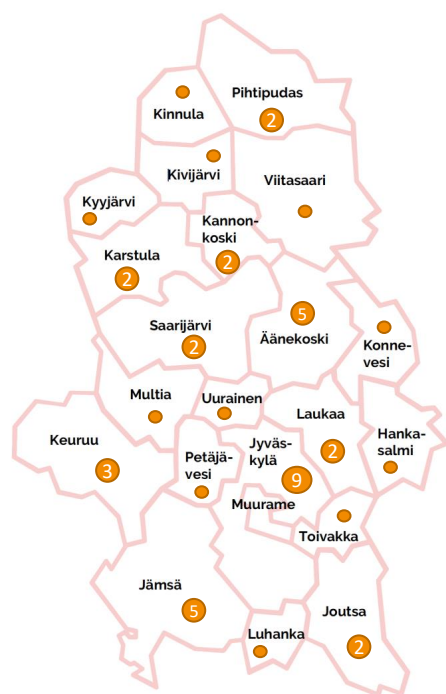 Pihtipudas
Kinnula
2
Kivijärvi
Viitasaari
Kyyjärvi
Kannon-
koski
Karstula
2
2
5
Saarijärvi
2
Äänekoski
Konne-
vesi
Multia
Uurainen
Laukaa
Hanka-
salmi
Keuruu
3
Petäjä-
vesi
Jyväs-
kylä
2
9
Muurame
Toivakka
Jämsä
5
Joutsa
Luhanka
2